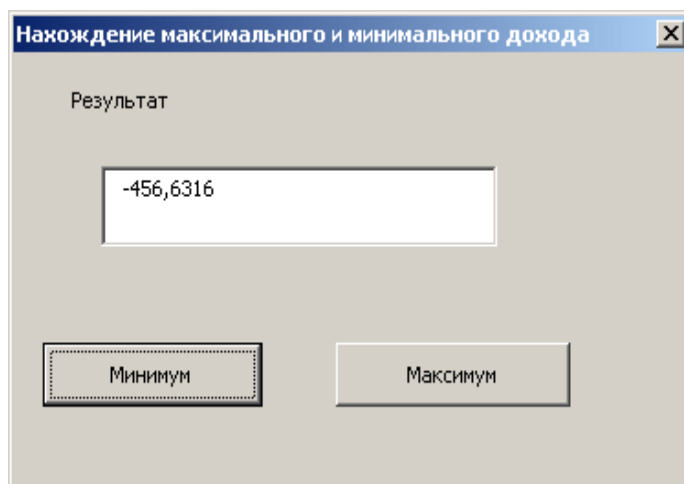 Нахождение максимального и минимального дохода
Результат
-456,6316
Минимум
Максимум